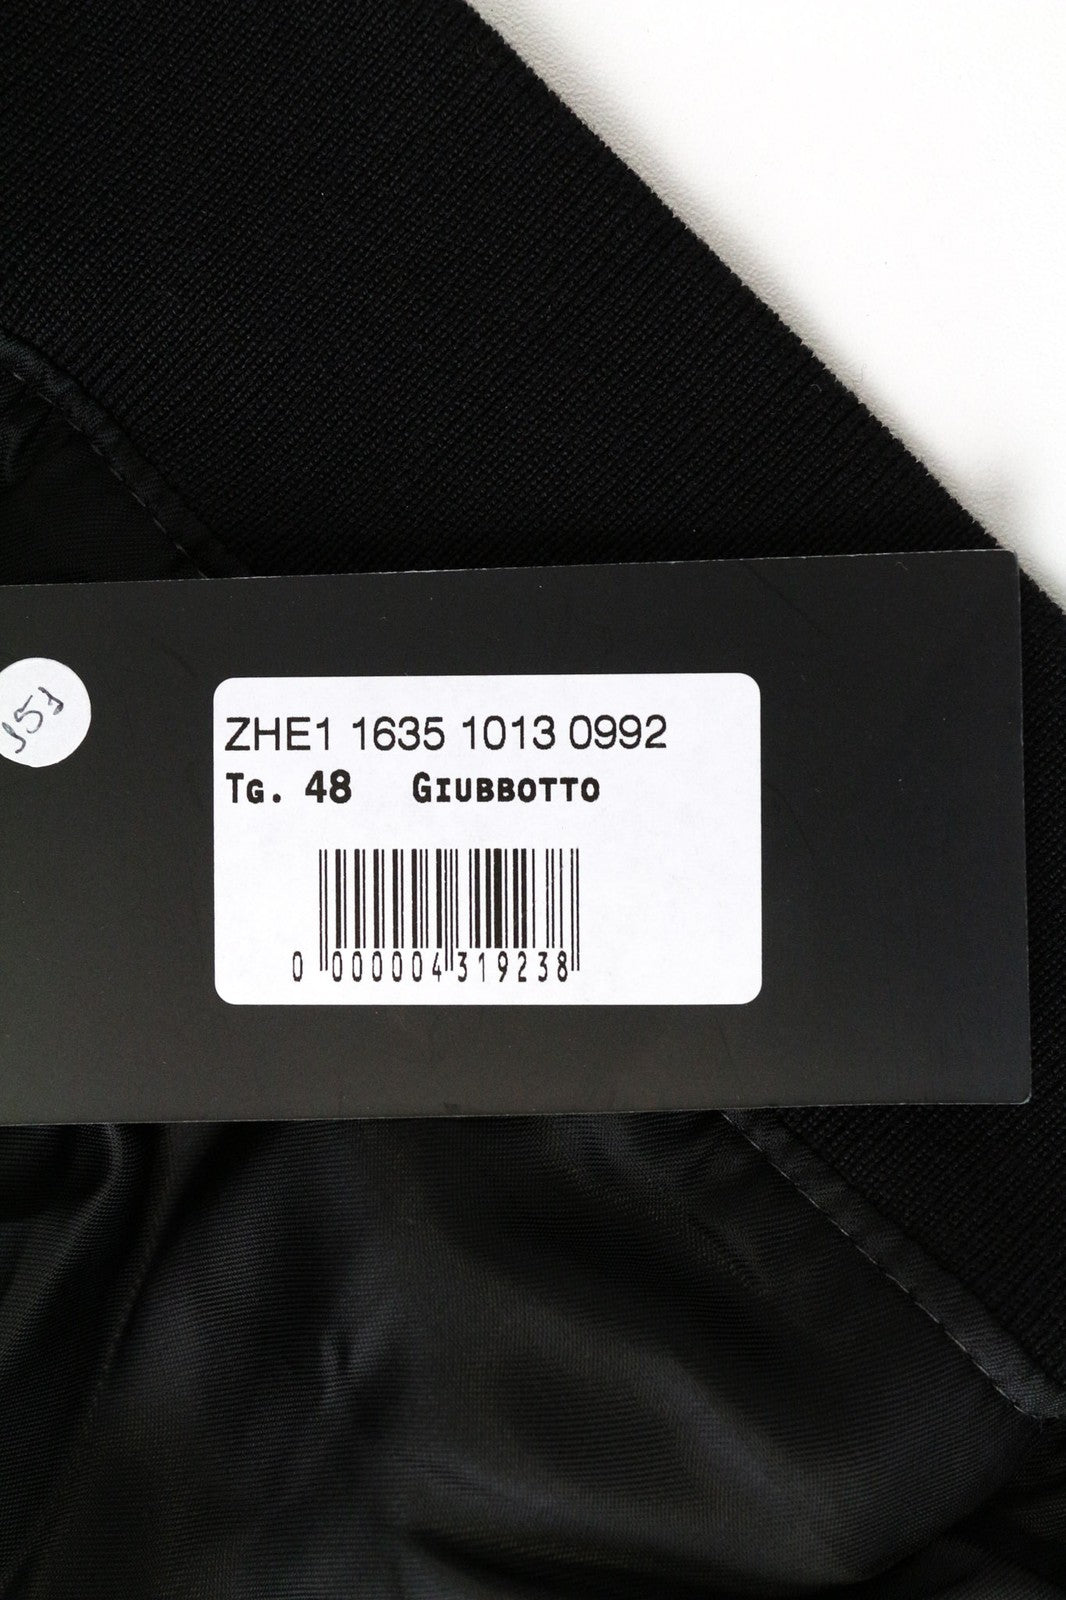 ZHE1 1635 1013 0992
TG. 48 GIUBBOTTO
0 000004 319238